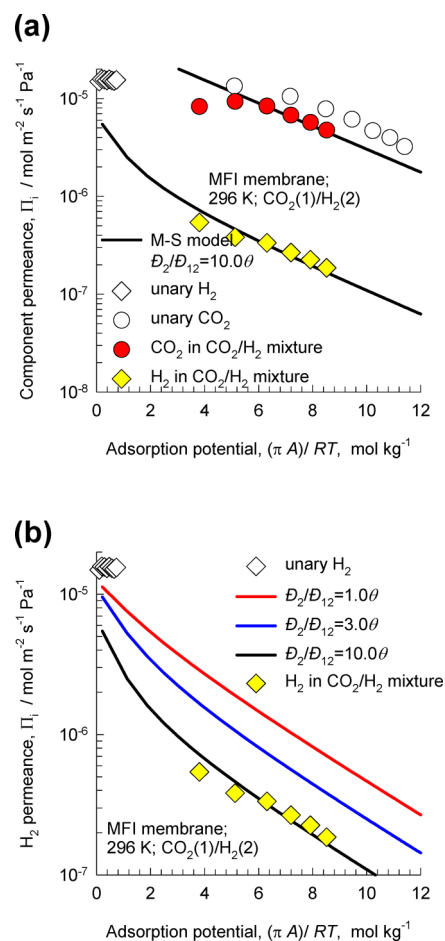 (a)
10⁻⁵
10⁻⁶
10⁻⁷
10⁻⁸
Component permeance, Πᵢ / mol m⁻² s⁻¹ Pa⁻¹
MFI membrane;
296 K; CO₂(1)/H₂(2)
M-S model
Đ₂/Đ₁₂=10.0θ
unary H₂
unary CO₂
CO₂ in CO₂/H₂ mixture
H₂ in CO₂/H₂ mixture
0 2 4 6 8 10 12
Adsorption potential, (π A)/ RT, mol kg⁻¹
(b)
10⁻⁵
10⁻⁶
10⁻⁷
H₂ permeance, Πᵢ / mol m⁻² s⁻¹ Pa⁻¹
unary H₂
Đ₂/Đ₁₂=1.0θ
Đ₂/Đ₁₂=3.0θ
Đ₂/Đ₁₂=10.0θ
H₂ in CO₂/H₂ mixture
MFI membrane;
296 K; CO₂(1)/H₂(2)
0 2 4 6 8 10 12
Adsorption potential, (π A)/ RT, mol kg⁻¹